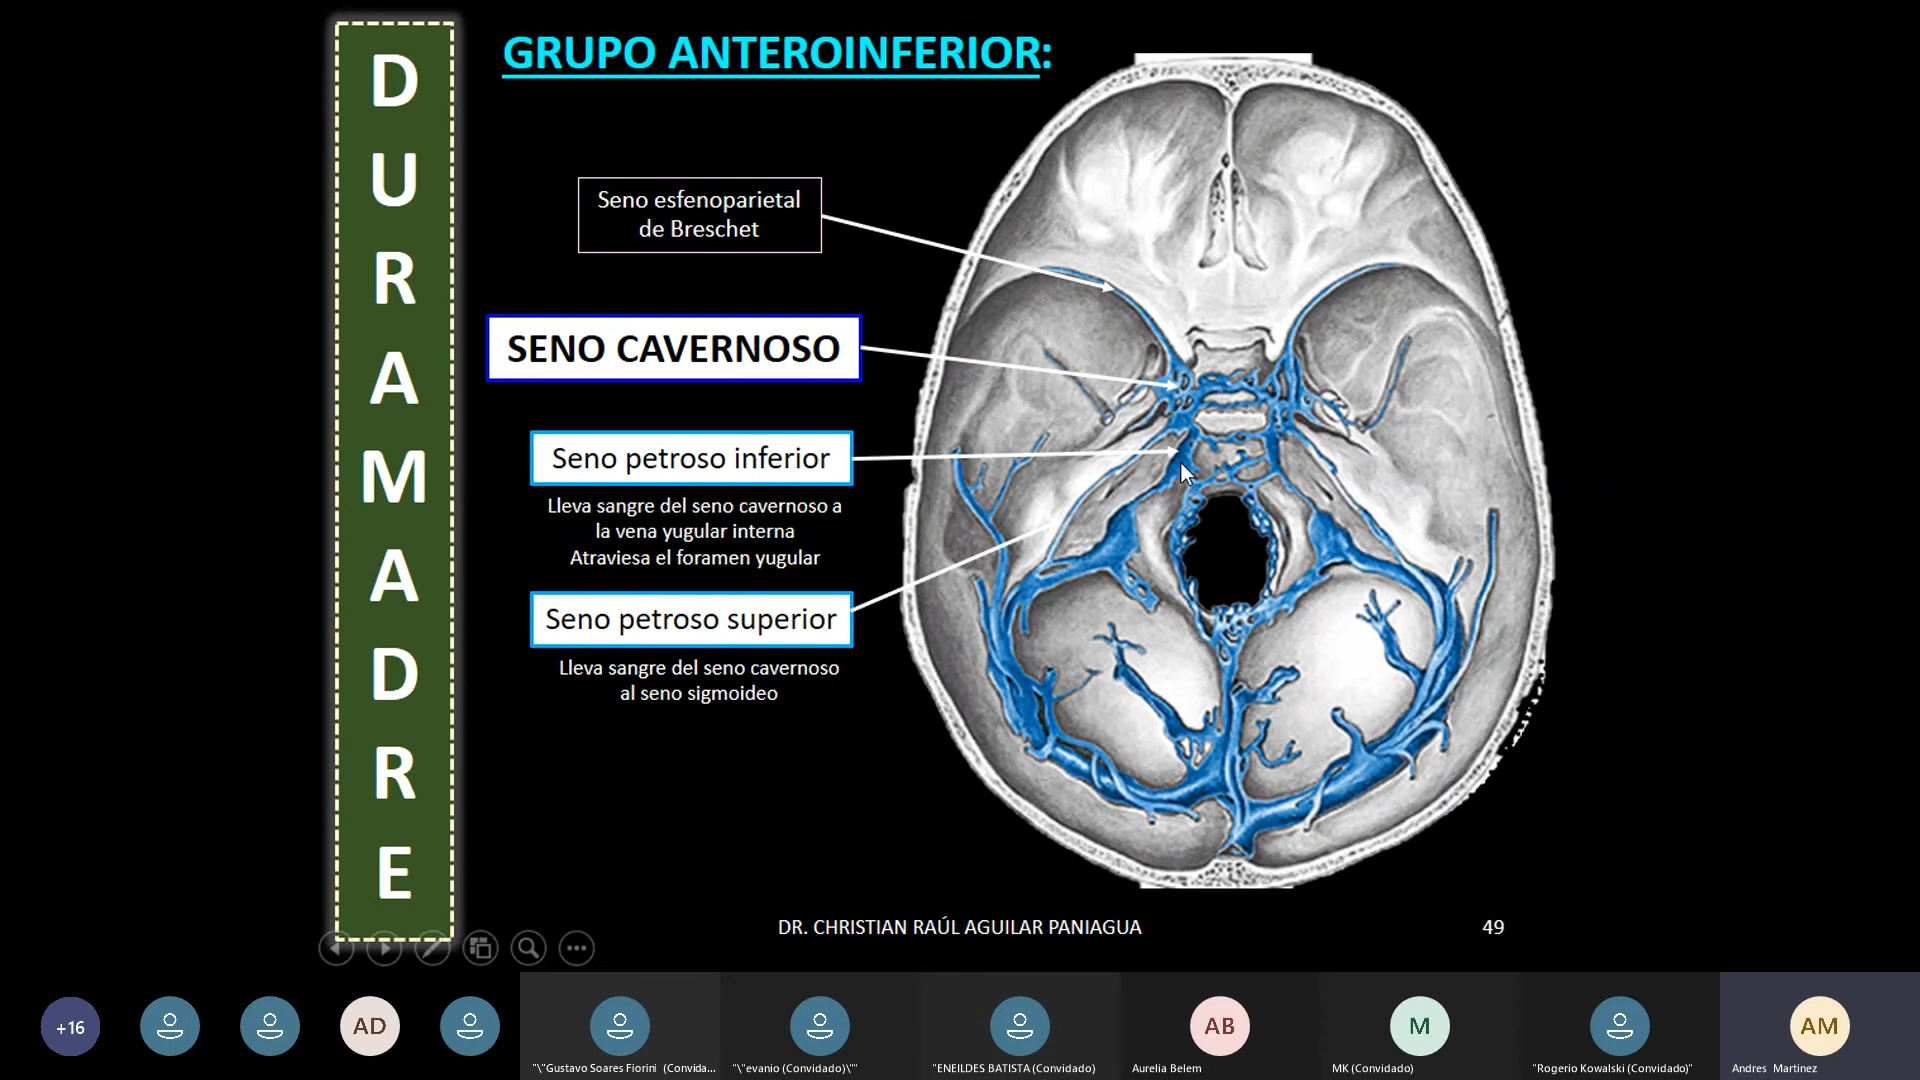 DURAMADRE
GRUPO ANTEROINFERIOR:
Seno esfenoparietal
de Breschet
SENO CAVERNOSO
Seno petroso inferior
Lleva sangre del seno cavernoso a
la vena yugular interna
Atraviesa el foramen yugular
Seno petroso superior
Lleva sangre del seno cavernoso
al seno sigmoideo
DR. CHRISTIAN RAÚL AGUILAR PANIAGUA
49
+16
AD
AB
M
AM
"\"Gustavo Soares Fiorini (Convida...
"\"evanio (Convidado)\""
"ENEILDES BATISTA (Convidado)
Aurelia Belem
MK (Convidado)
"Rogerio Kowalski (Convidado)"
Andres Martinez